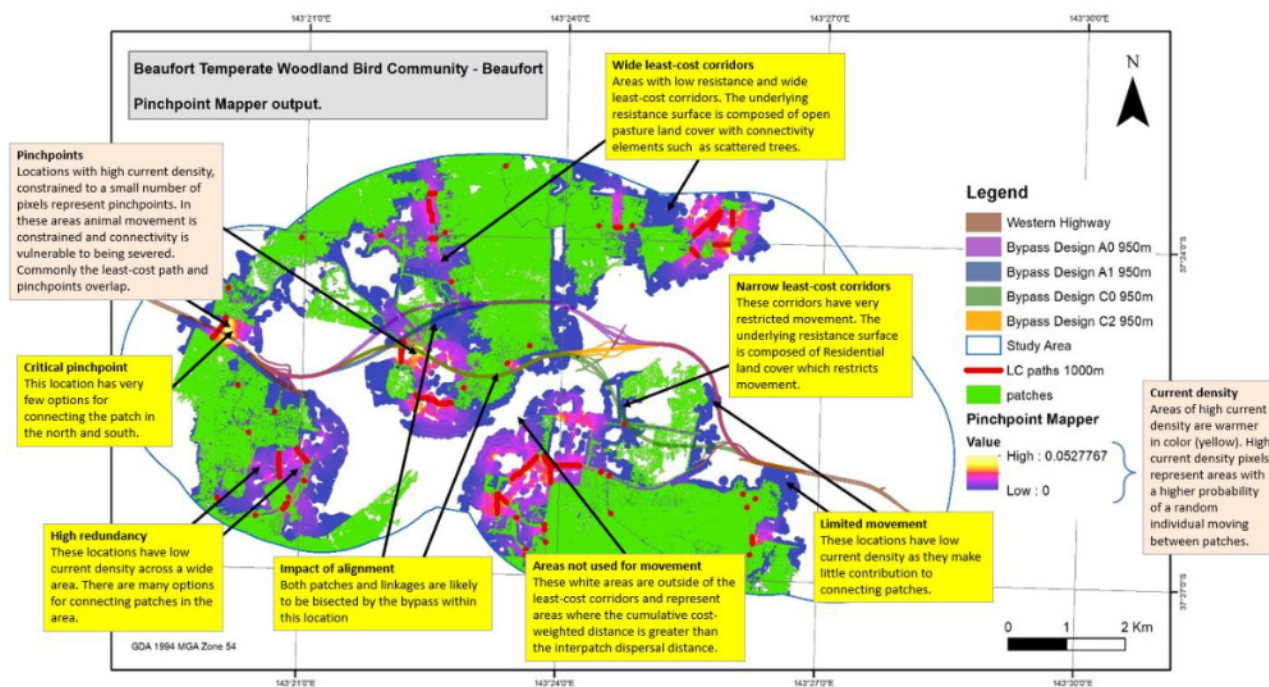 143°21'0"E
143°24'0"E
143°27'0"E
143°30'0"E
Beaufort Temperate Woodland Bird Community - Beaufort
Pinchpoint Mapper output.
Wide least-cost corridors
Areas with low resistance and wide
least-cost corridors. The underlying
resistance surface is composed of open
pasture land cover with connectivity
elements such as scattered trees.
N
Pinchpoints
Locations with high current density,
constrained to a small number of
pixels represent pinchpoints. In
these areas animal movement is
constrained and connectivity is
vulnerable to being severed.
Commonly the least-cost path and
pinchpoints overlap.
Critical pinchpoint
This location has very
few options for
connecting the patch in
the north and south.
Narrow least-cost corridors
These corridors have very
restricted movement. The
underlying resistance surface
is composed of Residential
land cover which restricts
movement.
Legend
Western Highway
Bypass Design A0 950m
Bypass Design A1 950m
Bypass Design C0 950m
Bypass Design C2 950m
Study Area
LC paths 1000m
patches
Pinchpoint Mapper
Value
High : 0.0527767
Low : 0
37°24'0"S
Current density
Areas of high current
density are warmer
in color (yellow). High
current density pixels
represent areas with
a higher probability
of a random
individual moving
between patches.
High redundancy
These locations have low
current density across a wide
area. There are many options
for connecting patches in the
area.
Impact of alignment
Both patches and linkages are likely
to be bisected by the bypass within
this location
Areas not used for movement
These white areas are outside of the
least-cost corridors and represent
areas where the cumulative cost-
weighted distance is greater than
the interpatch dispersal distance.
Limited movement
These locations have low
current density as they make
little contribution to
connecting patches.
37°27'0"S
0 1 2 Km
GDA 1994 MGA Zone 54
143°21'0"E
143°24'0"E
143°27'0"E
143°30'0"E